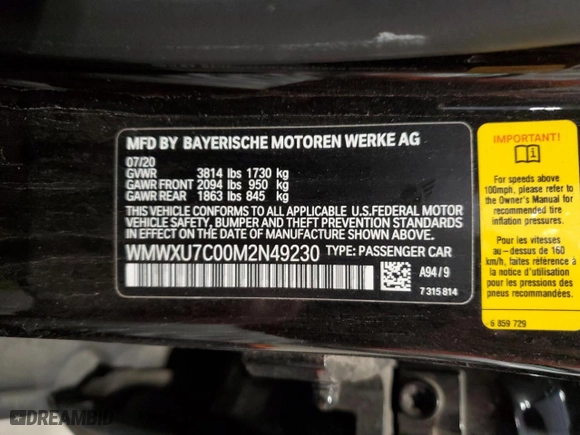 MFD BY BAYERISCHE MOTOREN WERKE AG
07/20
GVWR 3814 lbs 1730 kg
GAWR FRONT 2094 lbs 950 kg
GAWR REAR 1863 lbs 845 kg
THIS VEHICLE CONFORMS TO ALL APPLICABLE U.S.FEDERAL MOTOR
VEHICLE SAFETY, BUMPER, AND THEFT PREVENTION STANDARDS
IN EFFECT ON THE DATE OF MANUFACTURE SHOWN ABOVE.
WMWXU7C00M2N49230 TYPE: PASSENGER CAR
A94/9
7 315 814
IMPORTANT!
For speeds above
100mph, please refer to
the Owner's Manual for
recommended tire
inflation pressures.
Pour les vitesses
au-dessus de 160
km/h, faites référence à
la notice d'utilisation
pour les pressions des
pneus.
6 859 729
DREAMBID